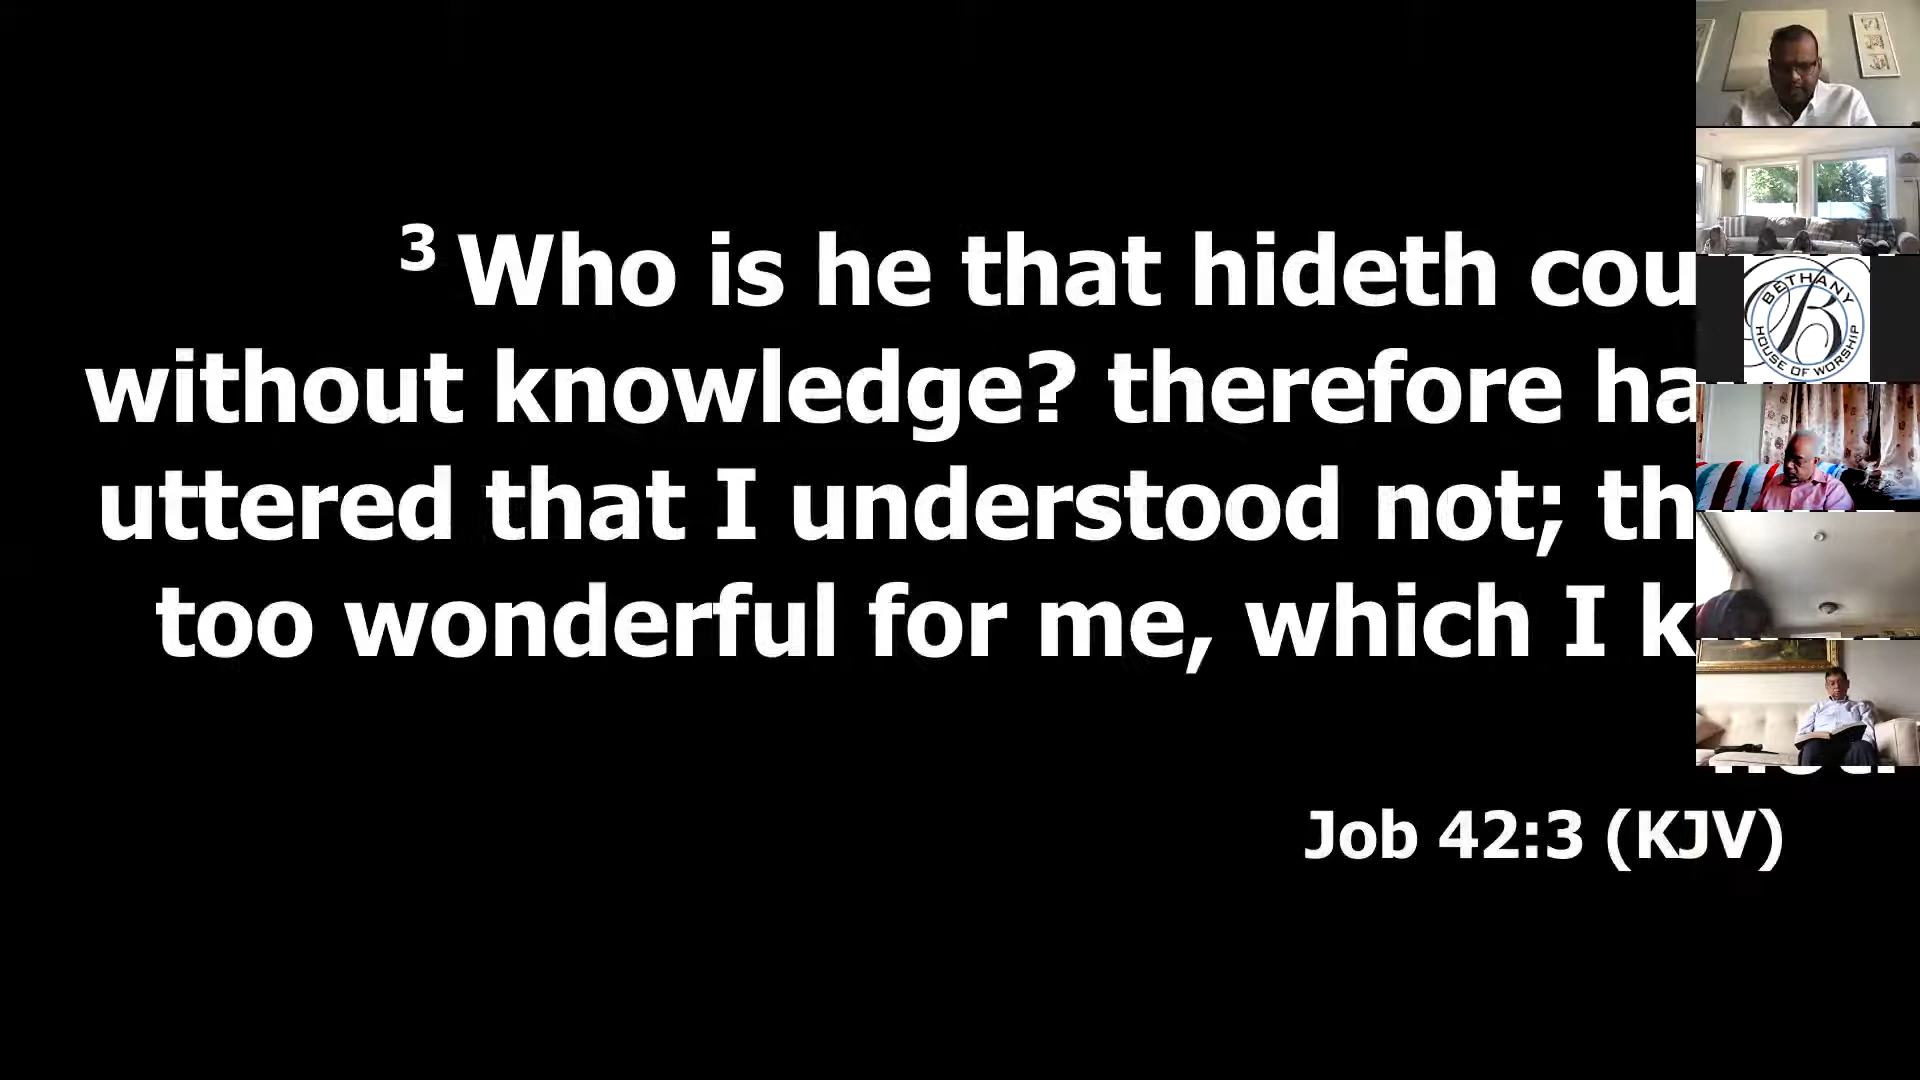 3 Who is he that hideth cou
without knowledge? therefore ha
uttered that I understood not; th
too wonderful for me, which I k
Job 42:3 (KJV)
BETHANY
B
HOUSE OF WORSHIP